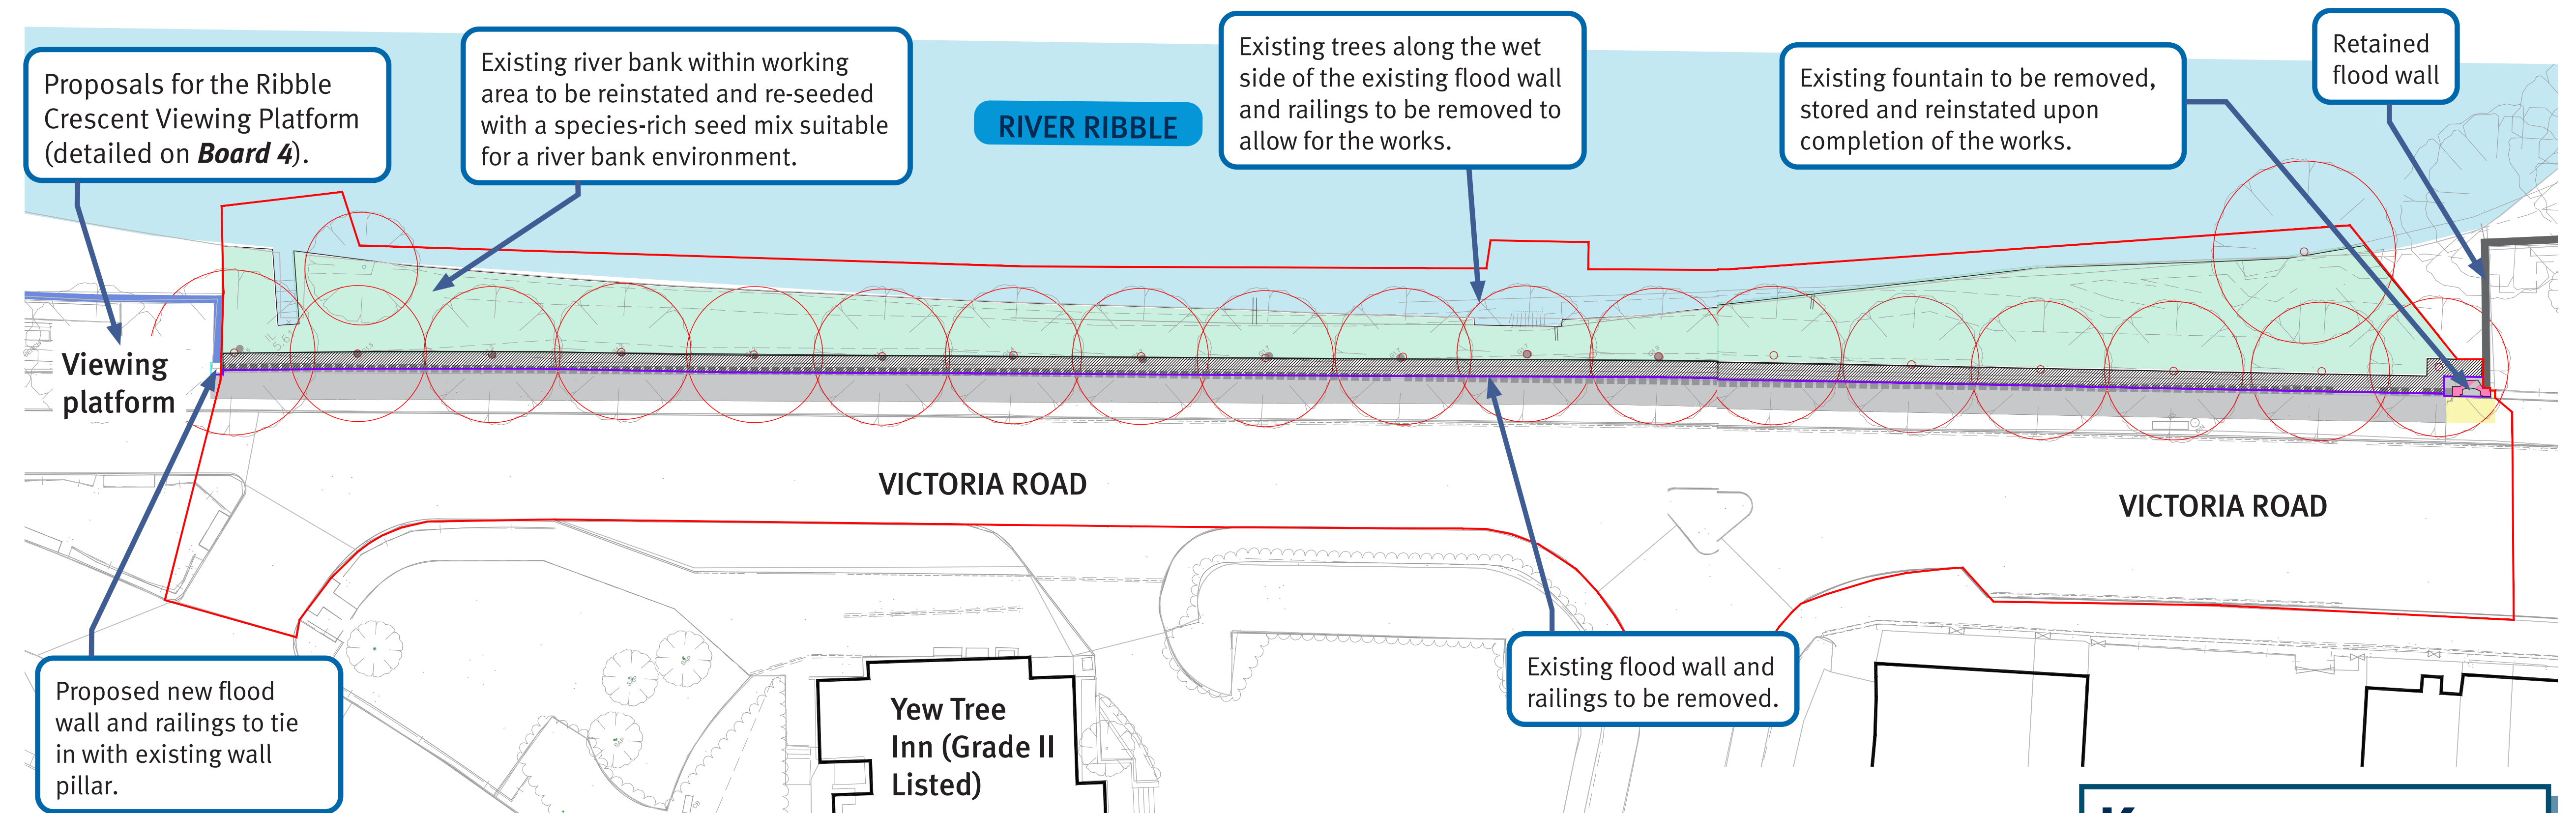 Proposals for the Ribble
Crescent Viewing Platform
(detailed on Board 4).
Existing river bank within working
area to be reinstated and re-seeded
with a species-rich seed mix suitable
for a river bank environment.
RIVER RIBBLE
Existing trees along the wet
side of the existing flood wall
and railings to be removed to
allow for the works.
Existing fountain to be removed,
stored and reinstated upon
completion of the works.
Retained
flood wall
Viewing
platform
VICTORIA ROAD
VICTORIA ROAD
Proposed new flood
wall and railings to tie
in with existing wall
pillar.
Yew Tree
Inn (Grade II
Listed)
Existing flood wall and
railings to be removed.